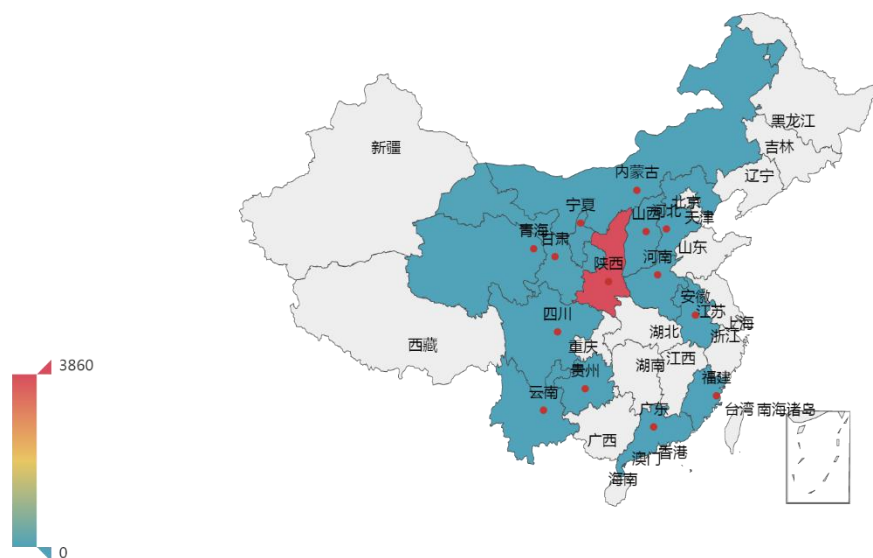 黑龙江
吉林
新疆
辽宁
内蒙古
北京
宁夏
山西
河北
天津
青海
甘肃
山东
河南
陕西
安徽
江苏
四川
上海
湖北
浙江
西藏
重庆
江西
湖南
3860
贵州
福建
云南
广东
台湾
南海诸岛
广西
香港
澳门
海南
0